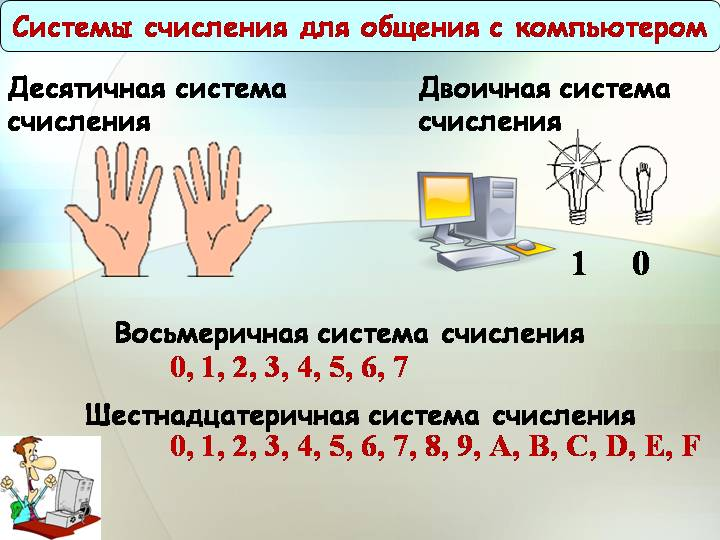 Системы счисления для общения с компьютером
Десятичная система
счисления
Двоичная система
счисления
1 0
Восьмеричная система счисления
0, 1, 2, 3, 4, 5, 6, 7
Шестнадцатеричная система счисления
0, 1, 2, 3, 4, 5, 6, 7, 8, 9, A, B, C, D, E, F